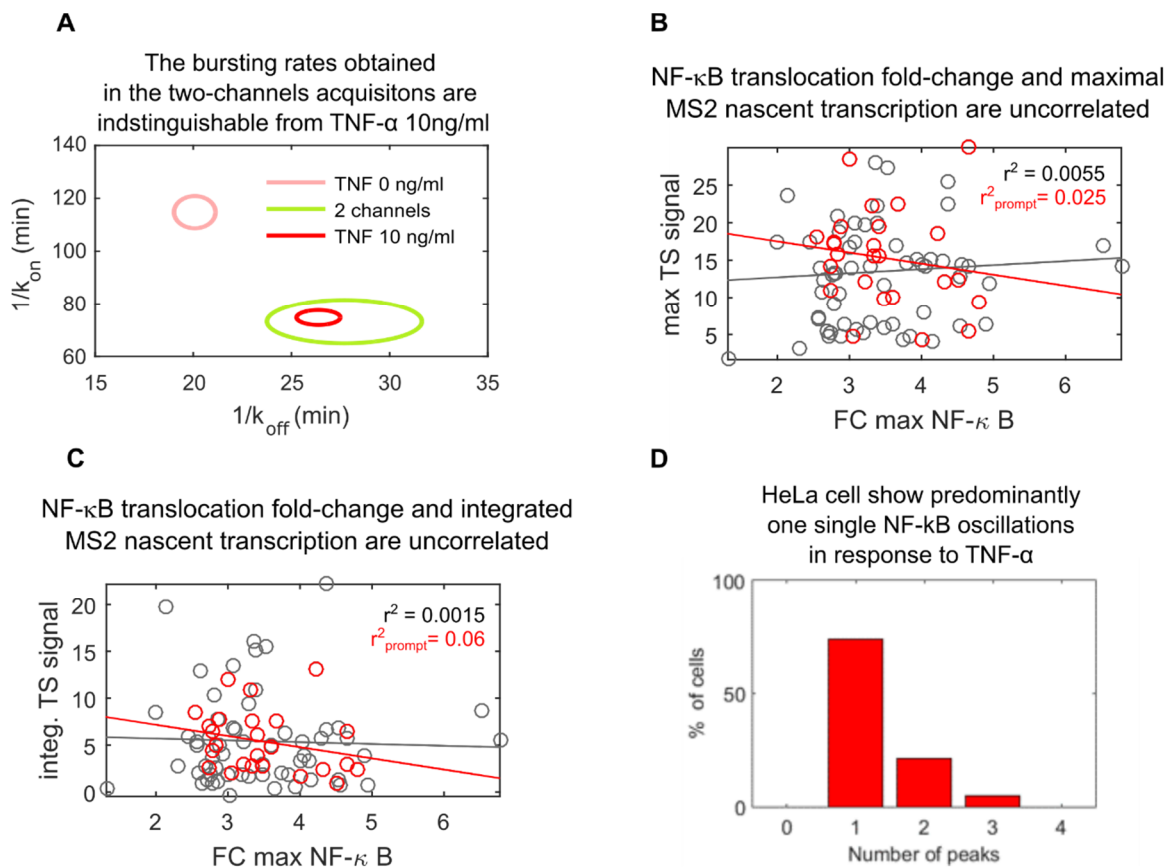 A
The bursting rates obtained
in the two-channels acquisitons are
indstinguishable from TNF-α 10ng/ml
140
120
100
80
60
1/kon (min)
TNF 0 ng/ml
2 channels
TNF 10 ng/ml
15
20
25
30
35
1/koff (min)
B
NF-κB translocation fold-change and maximal
MS2 nascent transcription are uncorrelated
25
20
15
10
5
max TS signal
r² = 0.0055
r²prompt = 0.025
2
3
4
5
6
FC max NF-κ B
C
NF-κB translocation fold-change and integrated
MS2 nascent transcription are uncorrelated
20
15
10
5
0
integ. TS signal
r² = 0.0015
r²prompt= 0.06
2
3
4
5
6
FC max NF-κ B
D
HeLa cell show predominantly
one single NF-kB oscillations
in response to TNF-α
100
50
0
% of cells
0
1
2
3
4
Number of peaks